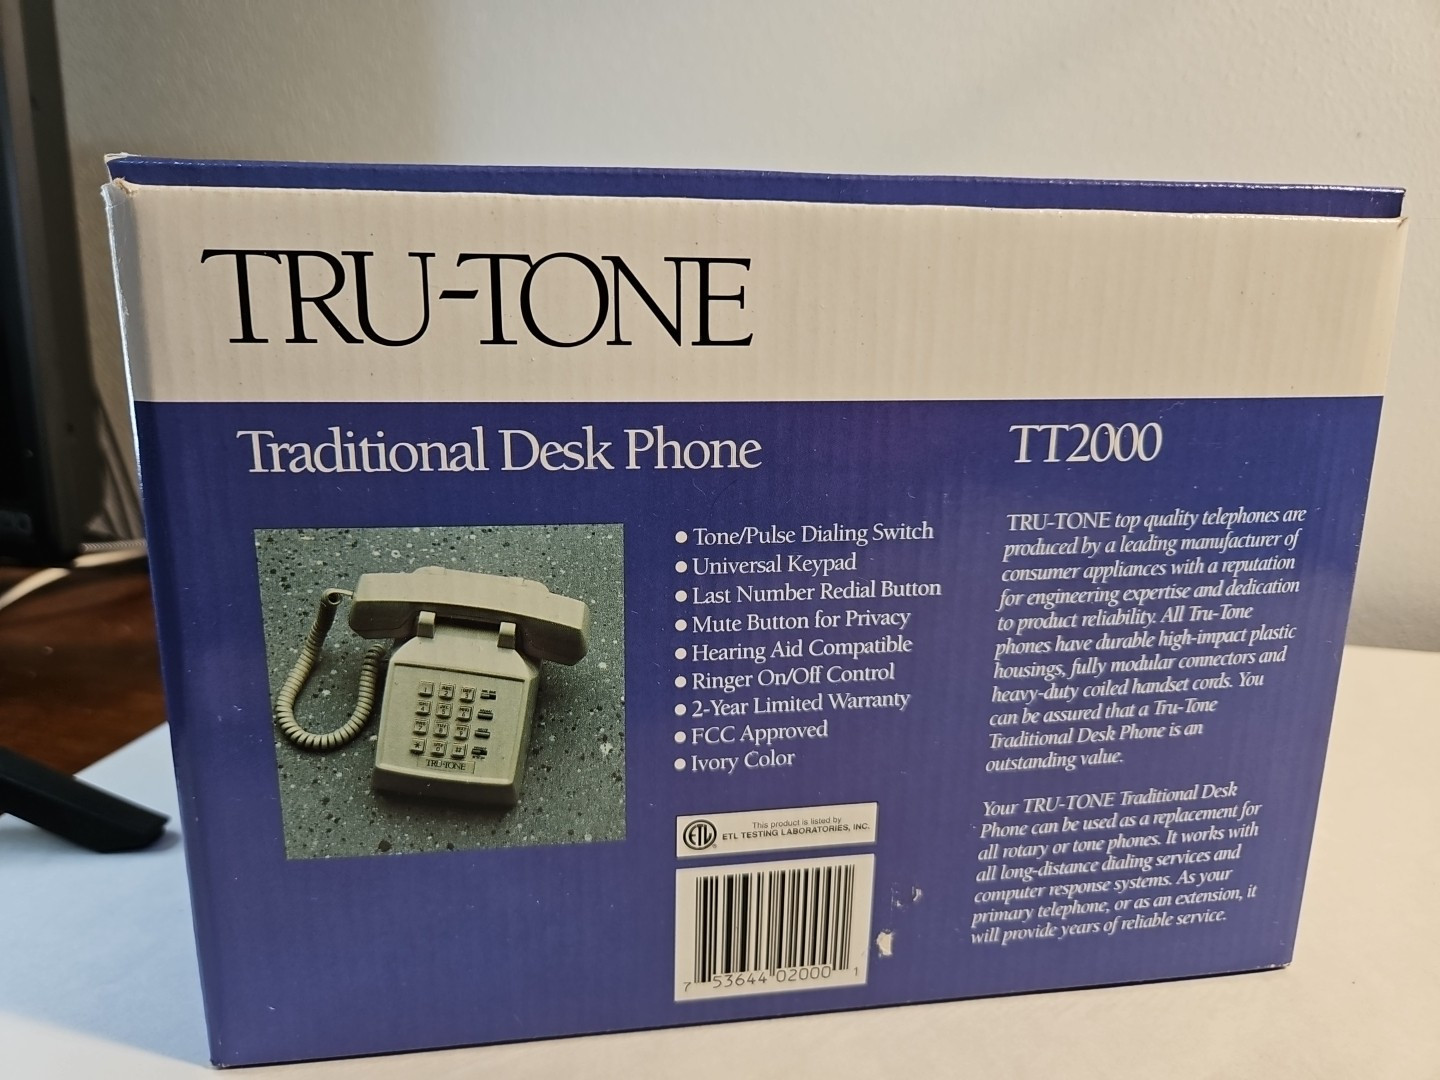 TRU-TONE
Traditional Desk Phone
TT2000
● Tone/Pulse Dialing Switch
● Universal Keypad
● Last Number Redial Button
● Mute Button for Privacy
● Hearing Aid Compatible
● Ringer On/Off Control
● 2-Year Limited Warranty
● FCC Approved
● Ivory Color
TRU-TONE top quality telephones are
produced by a leading manufacturer of
consumer appliances with a reputation
for engineering expertise and dedication
to product reliability. All Tru-Tone
phones have durable high-impact plastic
housings, fully modular connectors and
heavy-duty coiled handset cords. You
can be assured that a Tru-Tone
Traditional Desk Phone is an
outstanding value.
Your TRU-TONE Traditional Desk
Phone can be used as a replacement for
all rotary or tone phones. It works with
all long-distance dialing services and
computer response systems. As your
primary telephone, or as an extension, it
will provide years of reliable service.
TRU-TONE
ETL
This product is listed by
ETL TESTING LABORATORIES, INC.
7 53644 02000 1